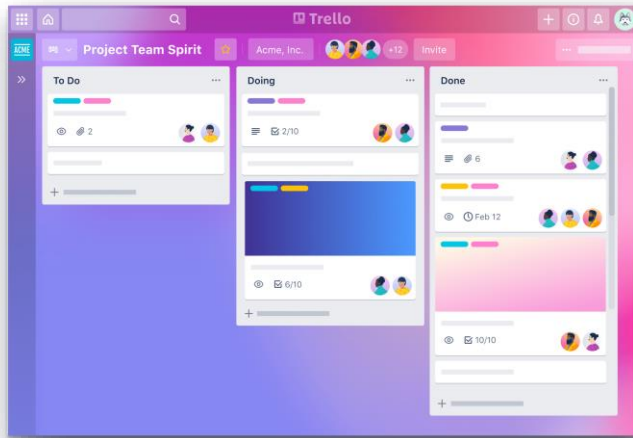 Trello
ACME
Project Team Spirit
Acme, Inc.
+12
Invite
To Do
2
Doing
2/10
6/10
Done
6
Feb 12
10/10